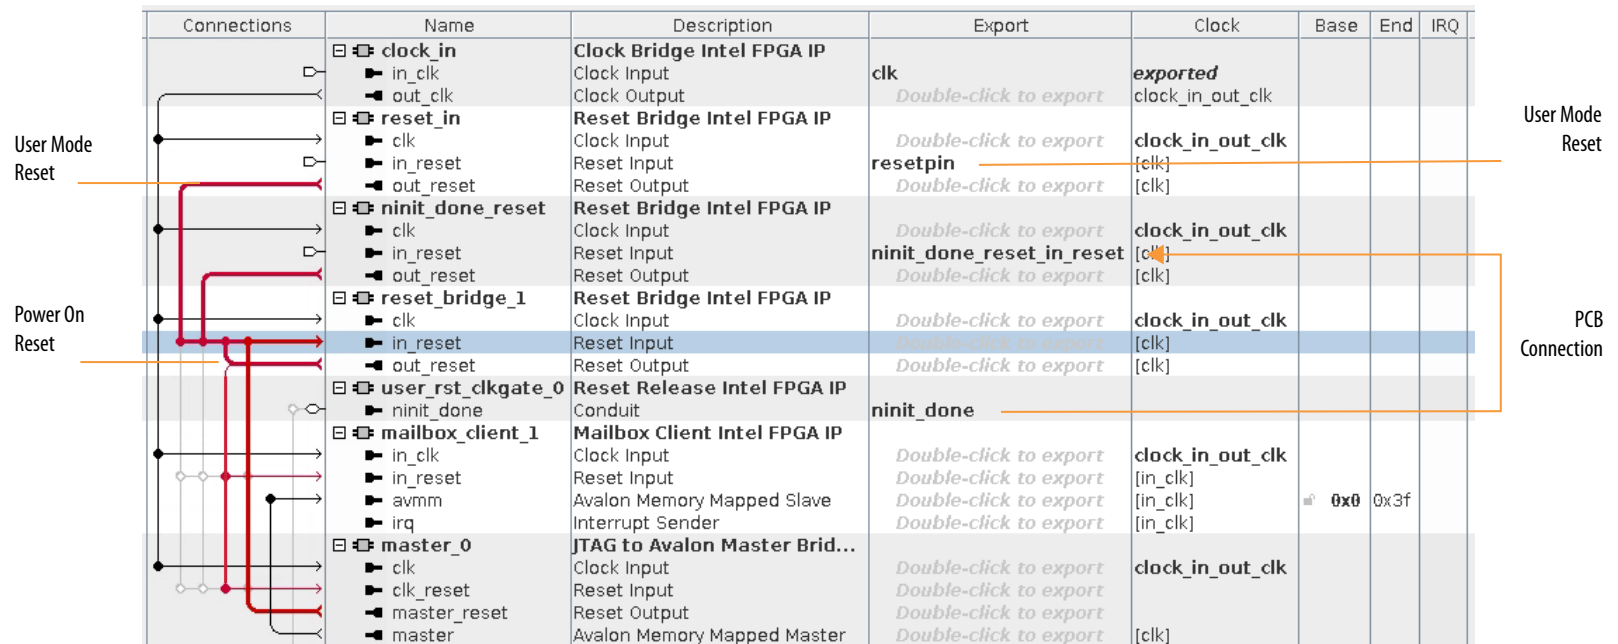 Connections Name Description Export Clock Base End IRQ
clock_in Clock Bridge Intel FPGA IP
in_clk Clock Input clk exported
out_clk Clock Output Double-click to export clock_in_out_clk
reset_in Reset Bridge Intel FPGA IP
clk Clock Input Double-click to export clock_in_out_clk
in_reset Reset Input resetpin [clk]
out_reset Reset Output Double-click to export [clk]
ninit_done_reset Reset Bridge Intel FPGA IP
clk Clock Input Double-click to export clock_in_out_clk
in_reset Reset Input ninit_done_reset_in_reset [clk]
out_reset Reset Output Double-click to export [clk]
reset_bridge_1 Reset Bridge Intel FPGA IP
clk Clock Input Double-click to export clock_in_out_clk
in_reset Reset Input Double-click to export [clk]
out_reset Reset Output Double-click to export [clk]
user_rst_clkgate_0 Reset Release Intel FPGA IP
ninit_done Conduit ninit_done
mailbox_client_1 Mailbox Client Intel FPGA IP
in_clk Clock Input Double-click to export clock_in_out_clk
in_reset Reset Input Double-click to export [in_clk]
avmm Avalon Memory Mapped Slave Double-click to export [in_clk] 0x0 0x3f
irq Interrupt Sender Double-click to export [in_clk]
master_0 JTAG to Avalon Master Brid...
clk Clock Input Double-click to export clock_in_out_clk
clk_reset Reset Input Double-click to export
master_reset Reset Output Double-click to export
master Avalon Memory Mapped Master Double-click to export [clk]
User Mode
Reset
Power On
Reset
User Mode
Reset
PCB
Connection